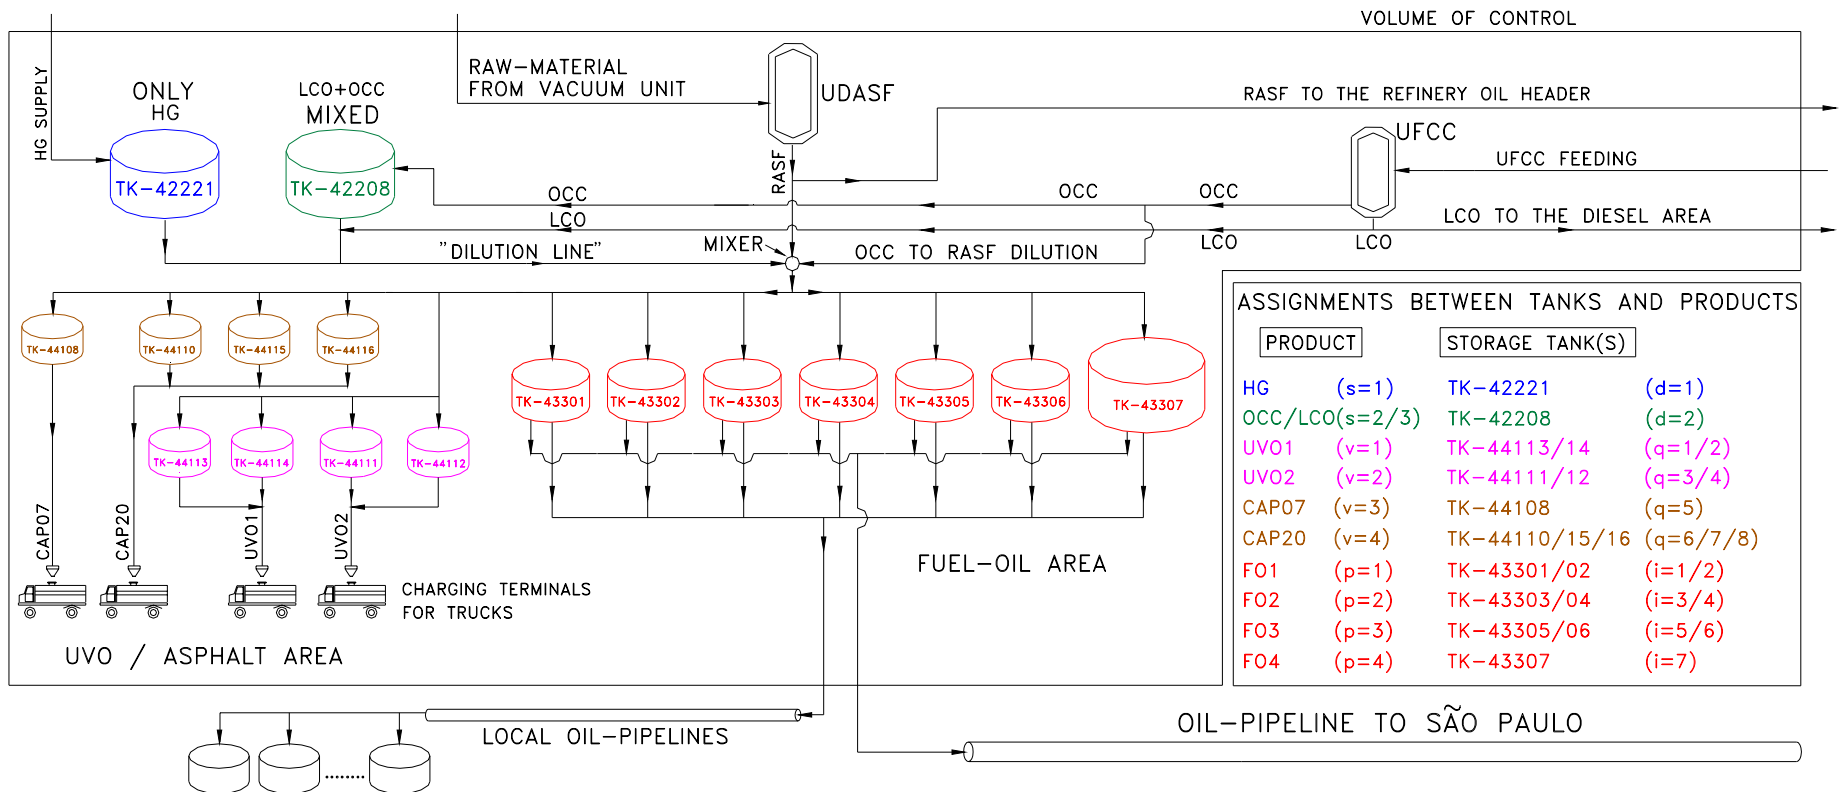 VOLUME OF CONTROL
HG SUPPLY
ONLY
HG
TK-42221
LCO+OCC
MIXED
TK-42208
RAW-MATERIAL
FROM VACUUM UNIT
UDASF
RASF
RASF TO THE REFINERY OIL HEADER
UFCC
UFCC FEEDING
OCC
OCC
OCC
LCO
LCO
LCO
LCO TO THE DIESEL AREA
"DILUTION LINE"
MIXER
OCC TO RASF DILUTION
TK-44108
TK-44110
TK-44115
TK-44116
TK-44113
TK-44114
TK-44111
TK-44112
TK-43301
TK-43302
TK-43303
TK-43304
TK-43305
TK-43306
TK-43307
CAP07
CAP20
UVO1
UVO2
CHARGING TERMINALS
FOR TRUCKS
UVO / ASPHALT AREA
FUEL-OIL AREA
ASSIGNMENTS BETWEEN TANKS AND PRODUCTS
PRODUCT STORAGE TANK(S)
HG (s=1) TK-42221 (d=1)
OCC/LCO(s=2/3) TK-42208 (d=2)
UVO1 (v=1) TK-44113/14 (q=1/2)
UVO2 (v=2) TK-44111/12 (q=3/4)
CAP07 (v=3) TK-44108 (q=5)
CAP20 (v=4) TK-44110/15/16 (q=6/7/8)
FO1 (p=1) TK-43301/02 (i=1/2)
FO2 (p=2) TK-43303/04 (i=3/4)
FO3 (p=3) TK-43305/06 (i=5/6)
FO4 (p=4) TK-43307 (i=7)
LOCAL OIL-PIPELINES
OIL-PIPELINE TO SÃO PAULO